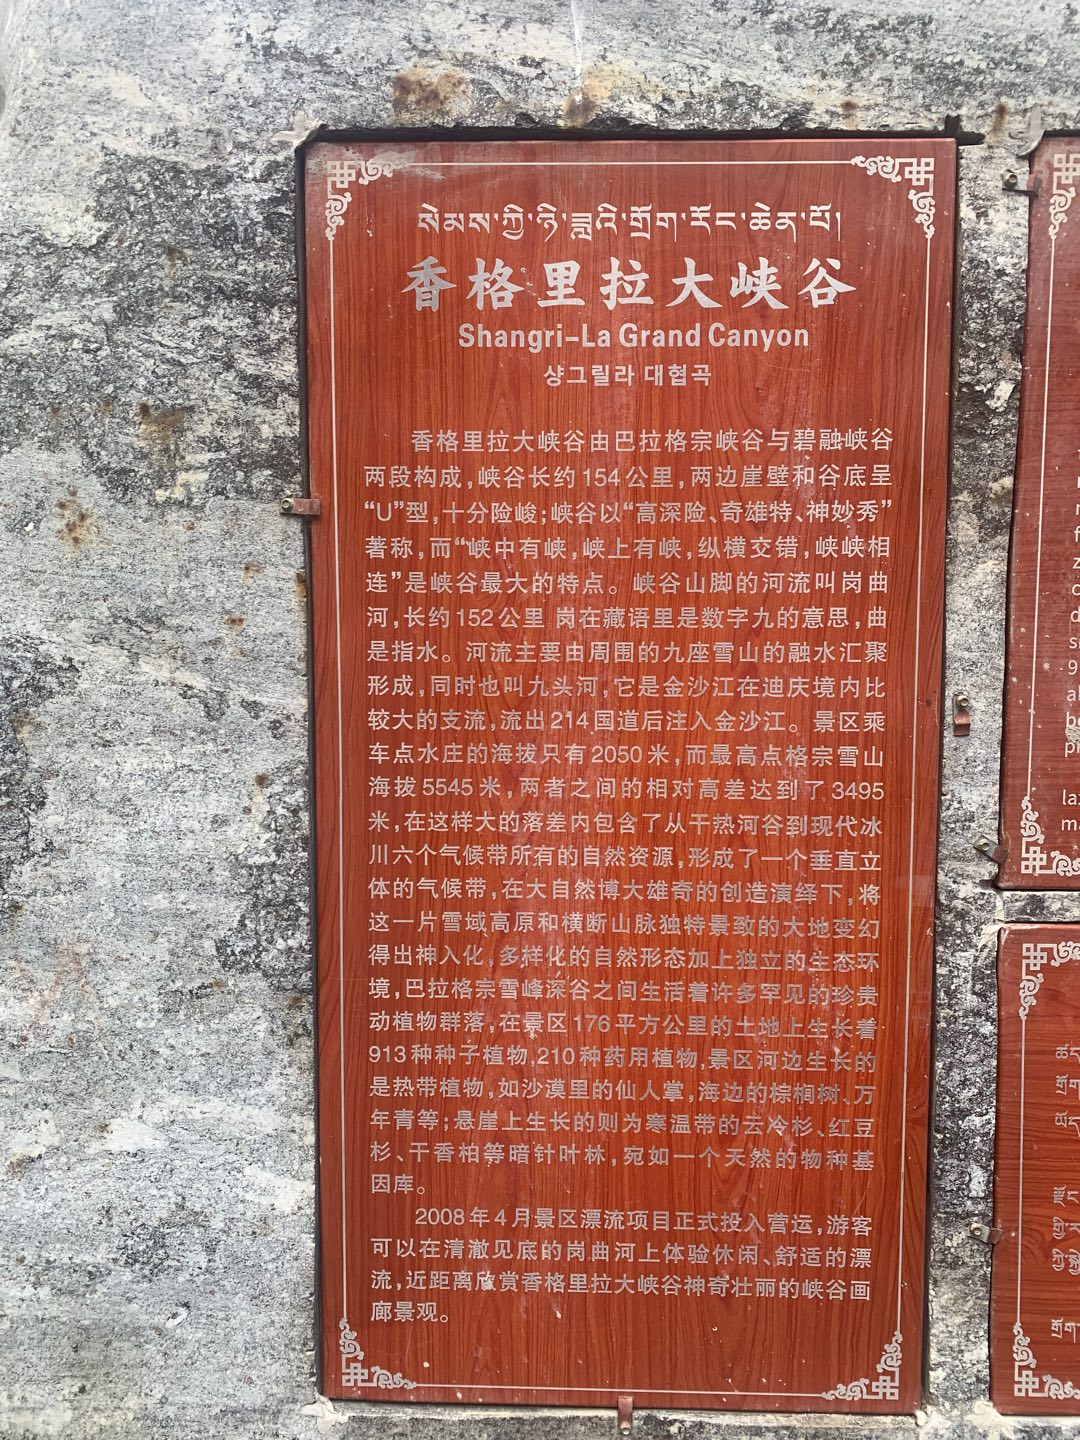 སེམས་ཀྱི་ཉི་ཟླའི་གྲོག་རོང་ཆེན་པོ།
香格里拉大峡谷
Shangri-La Grand Canyon
샹그릴라 대협곡
香格里拉大峡谷由巴拉格宗峡谷与碧融峡谷
两段构成，峡谷长约154公里，两边崖壁和谷底呈
“U”型，十分险峻；峡谷以“高深险、奇雄特、神妙秀”
著称，而“峡中有峡，峡上有峡，纵横交错，峡峡相
连”是峡谷最大的特点。峡谷山脚的河流叫岗曲
河，长约152公里 岗在藏语里是数字九的意思，曲
是指水。河流主要由周围的九座雪山的融水汇聚
形成，同时也叫九头河，它是金沙江在迪庆境内比
较大的支流，流出214国道后注入金沙江。景区乘
车点水庄的海拔只有2050米，而最高点格宗雪山
海拔5545米，两者之间的相对高差达到了3495
米，在这样大的落差内包含了从干热河谷到现代冰
川六个气候带所有的自然资源，形成了一个垂直立
体的气候带，在大自然博大雄奇的创造演绎下，将
这一片雪域高原和横断山脉独特景致的大地变幻
得出神入化，多样化的自然形态加上独立的生态环
境，巴拉格宗雪峰深谷之间生活着许多罕见的珍贵
动植物群落，在景区176平方公里的土地上生长着
913种种子植物，210种药用植物，景区河边生长的
是热带植物，如沙漠里的仙人掌，海边的棕榈树、万
年青等；悬崖上生长的则为寒温带的云冷杉、红豆
杉、干香柏等暗针叶林，宛如一个天然的物种基
因库。
2008年4月景区漂流项目正式投入营运，游客
可以在清澈见底的岗曲河上体验休闲、舒适的漂
流，近距离欣赏香格里拉大峡谷神奇壮丽的峡谷画
廊景观。